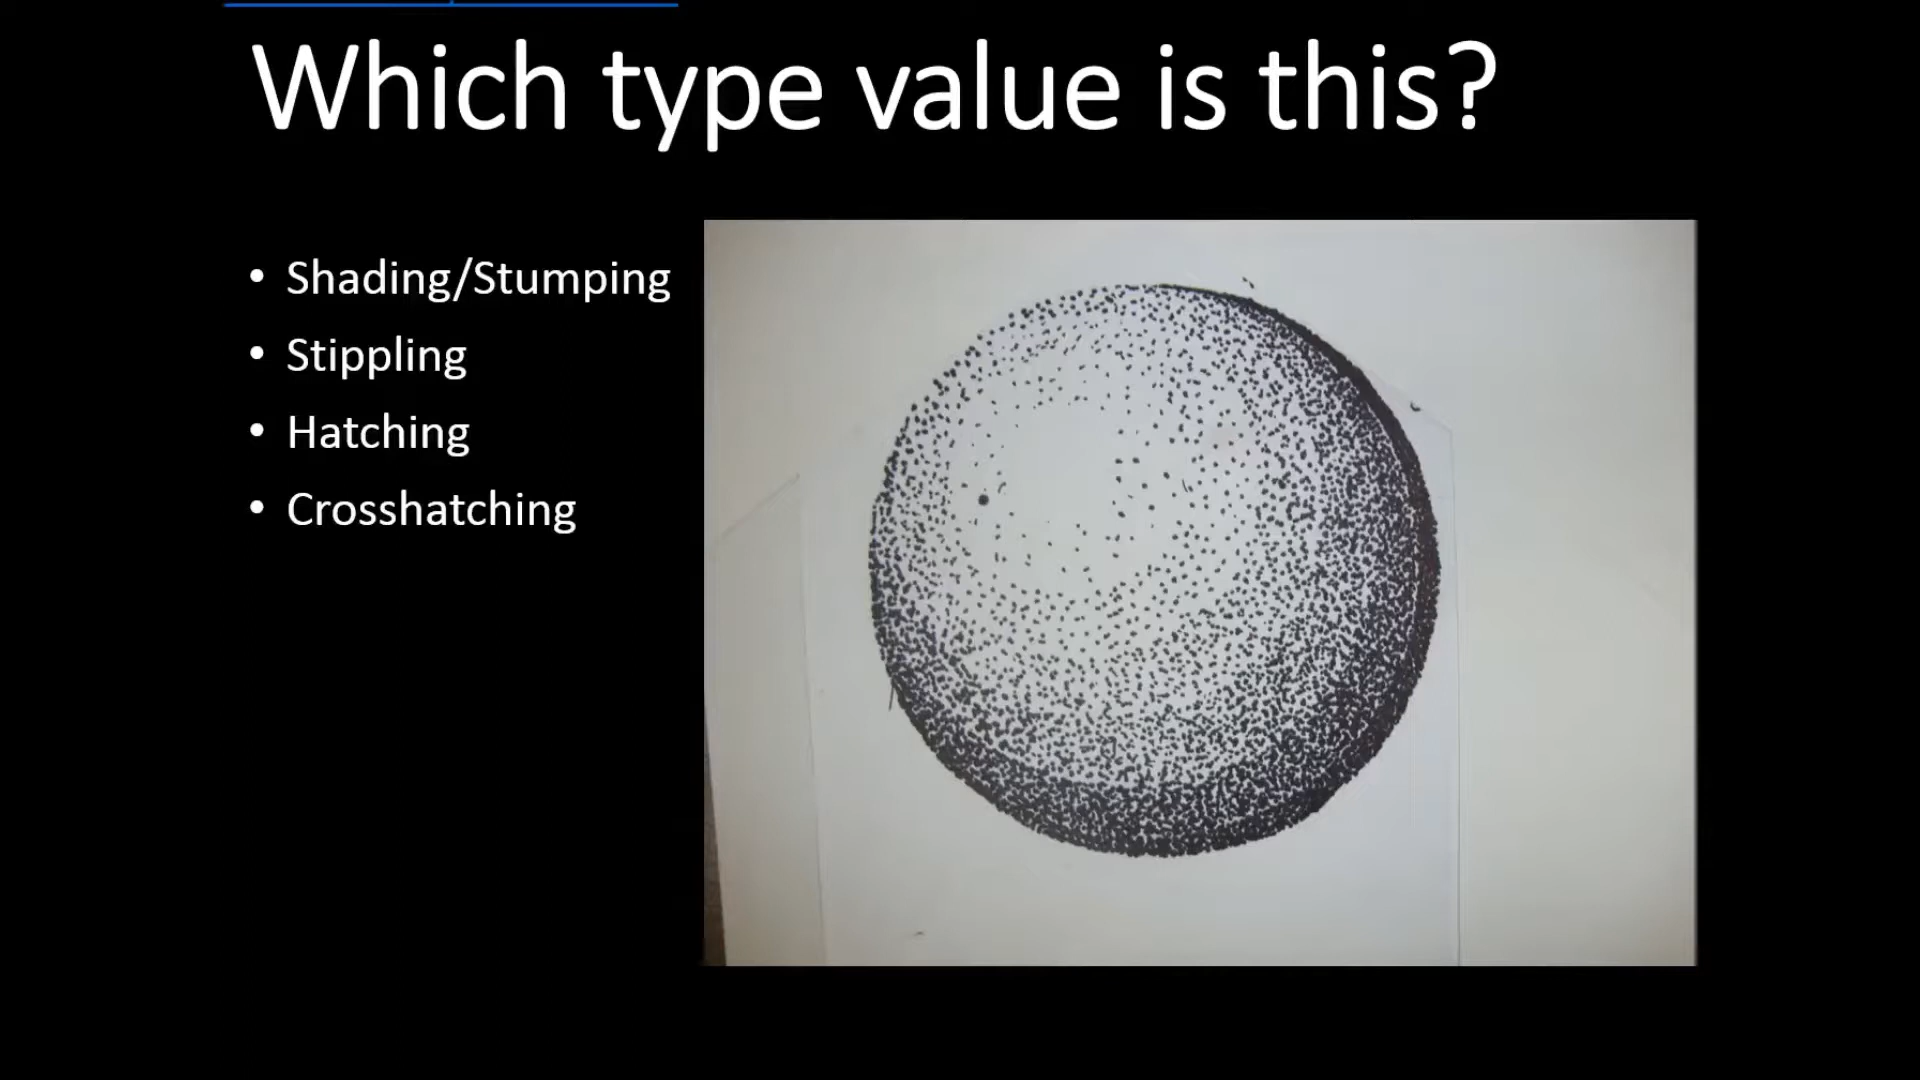 Which type value is this?
• Shading/Stumping
• Stippling
• Hatching
• Crosshatching